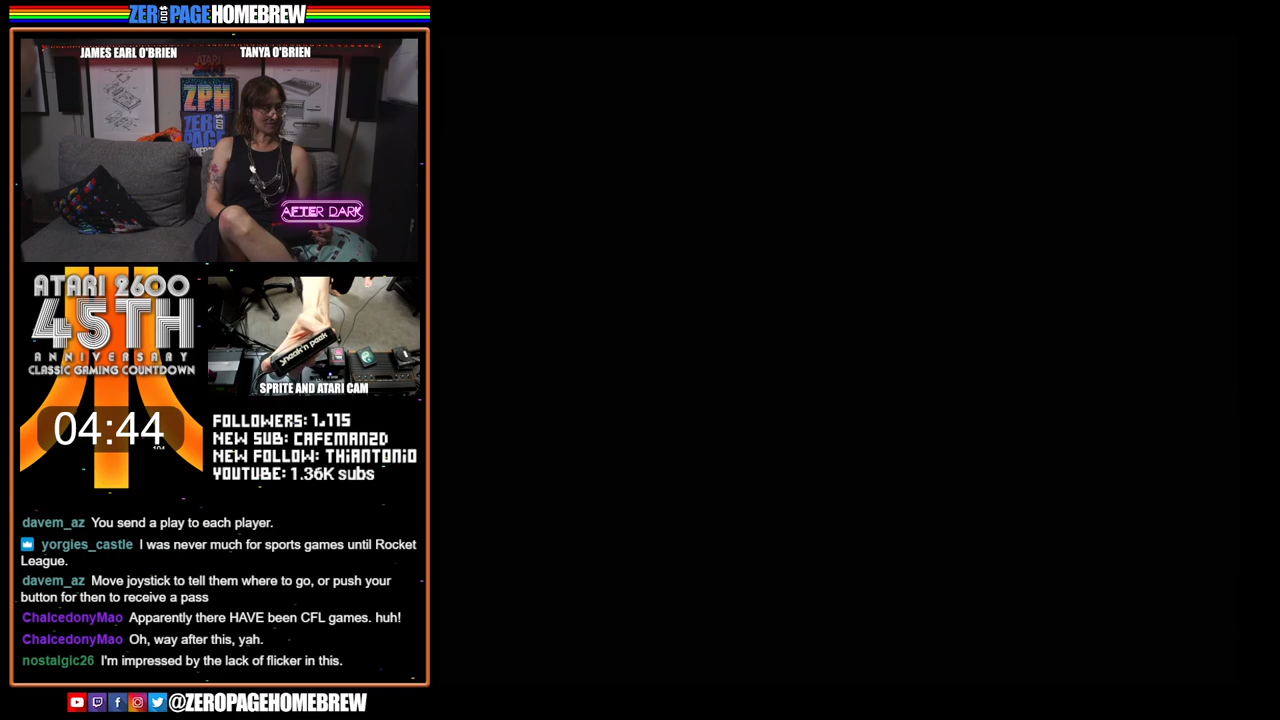 ZEROPAGE HOMEBREW
JAMES EARL O'BRIEN
TANYA O'BRIEN
ATARI
ZPH
ZERO
PAGE
AFTER DARK
ATARI 2600
45TH
ANNIVERSARY
CLASSIC GAMING COUNTDOWN
04:44
Sneak'n peek
SPRITE AND ATARI CAM
FOLLOWERS: 1,115
NEW SUB: CAFEMAN2D
NEW FOLLOW: THIANTONIO
YOUTUBE: 1.36K subs
davem_az You send a play to each player.
yorgies_castle I was never much for sports games until Rocket
League.
davem_az Move joystick to tell them where to go, or push your
button for then to receive a pass
ChalcedonyMao Apparently there HAVE been CFL games. huh!
ChalcedonyMao Oh, way after this, yah.
nostalgic26 I'm impressed by the lack of flicker in this.
@ZEROPAGEHOMEBREW